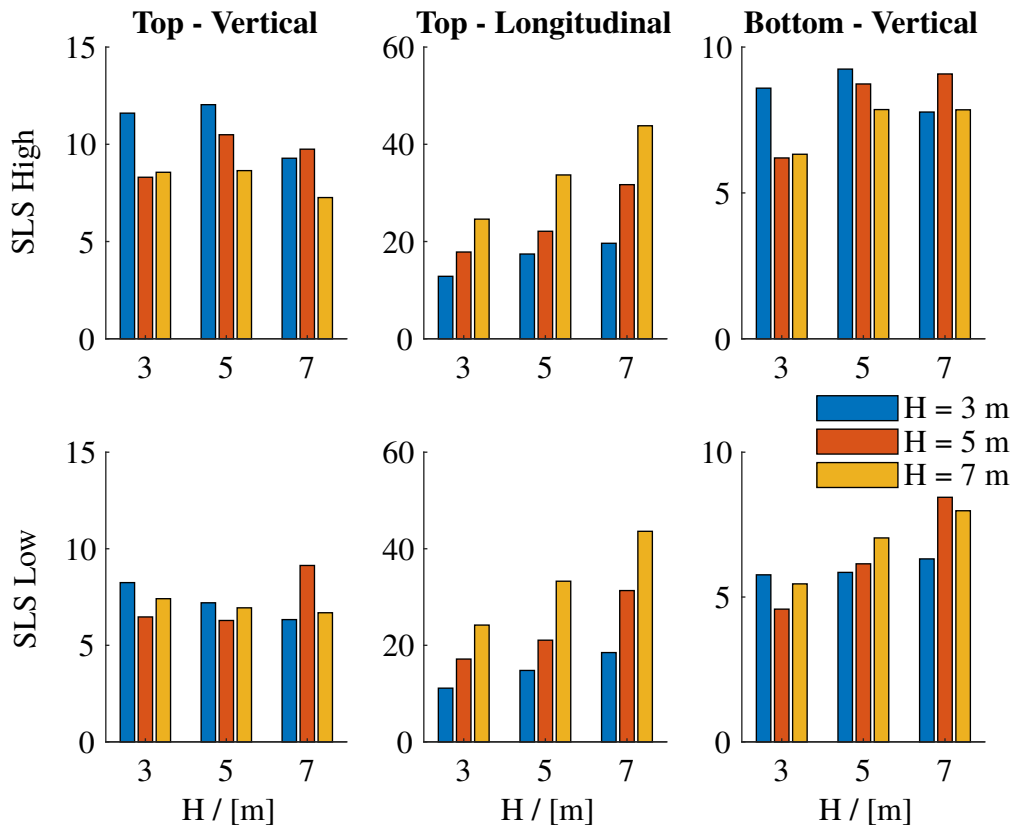 Top - Vertical
Top - Longitudinal
Bottom - Vertical
SLS High
15
10
5
0
3 5 7
60
40
20
0
3 5 7
10
5
0
3 5 7
H = 3 m
H = 5 m
H = 7 m
SLS Low
15
10
5
0
3 5 7
H / [m]
60
40
20
0
3 5 7
H / [m]
10
5
0
3 5 7
H / [m]